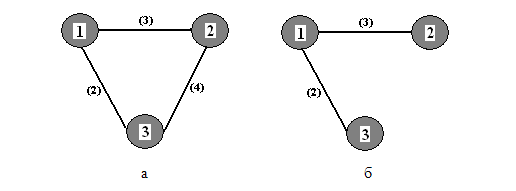 (3) (3)
1 2 1 2
(2) (4) (2)
3 3
а б